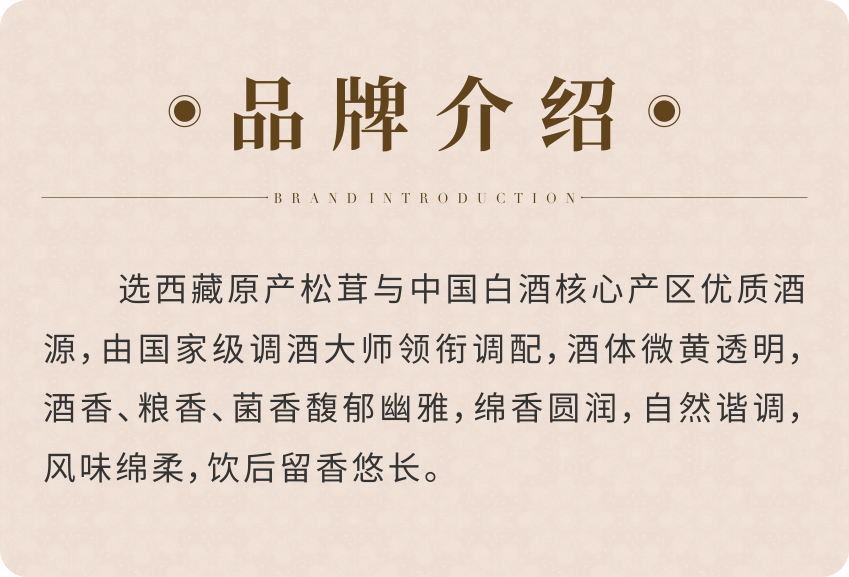 品牌介绍
BRAND INTRODUCTION
选西藏原产松茸与中国白酒核心产区优质酒
源，由国家级调酒大师领衔调配，酒体微黄透明，
酒香、粮香、菌香馥郁幽雅，绵香圆润，自然谐调，
风味绵柔，饮后留香悠长。